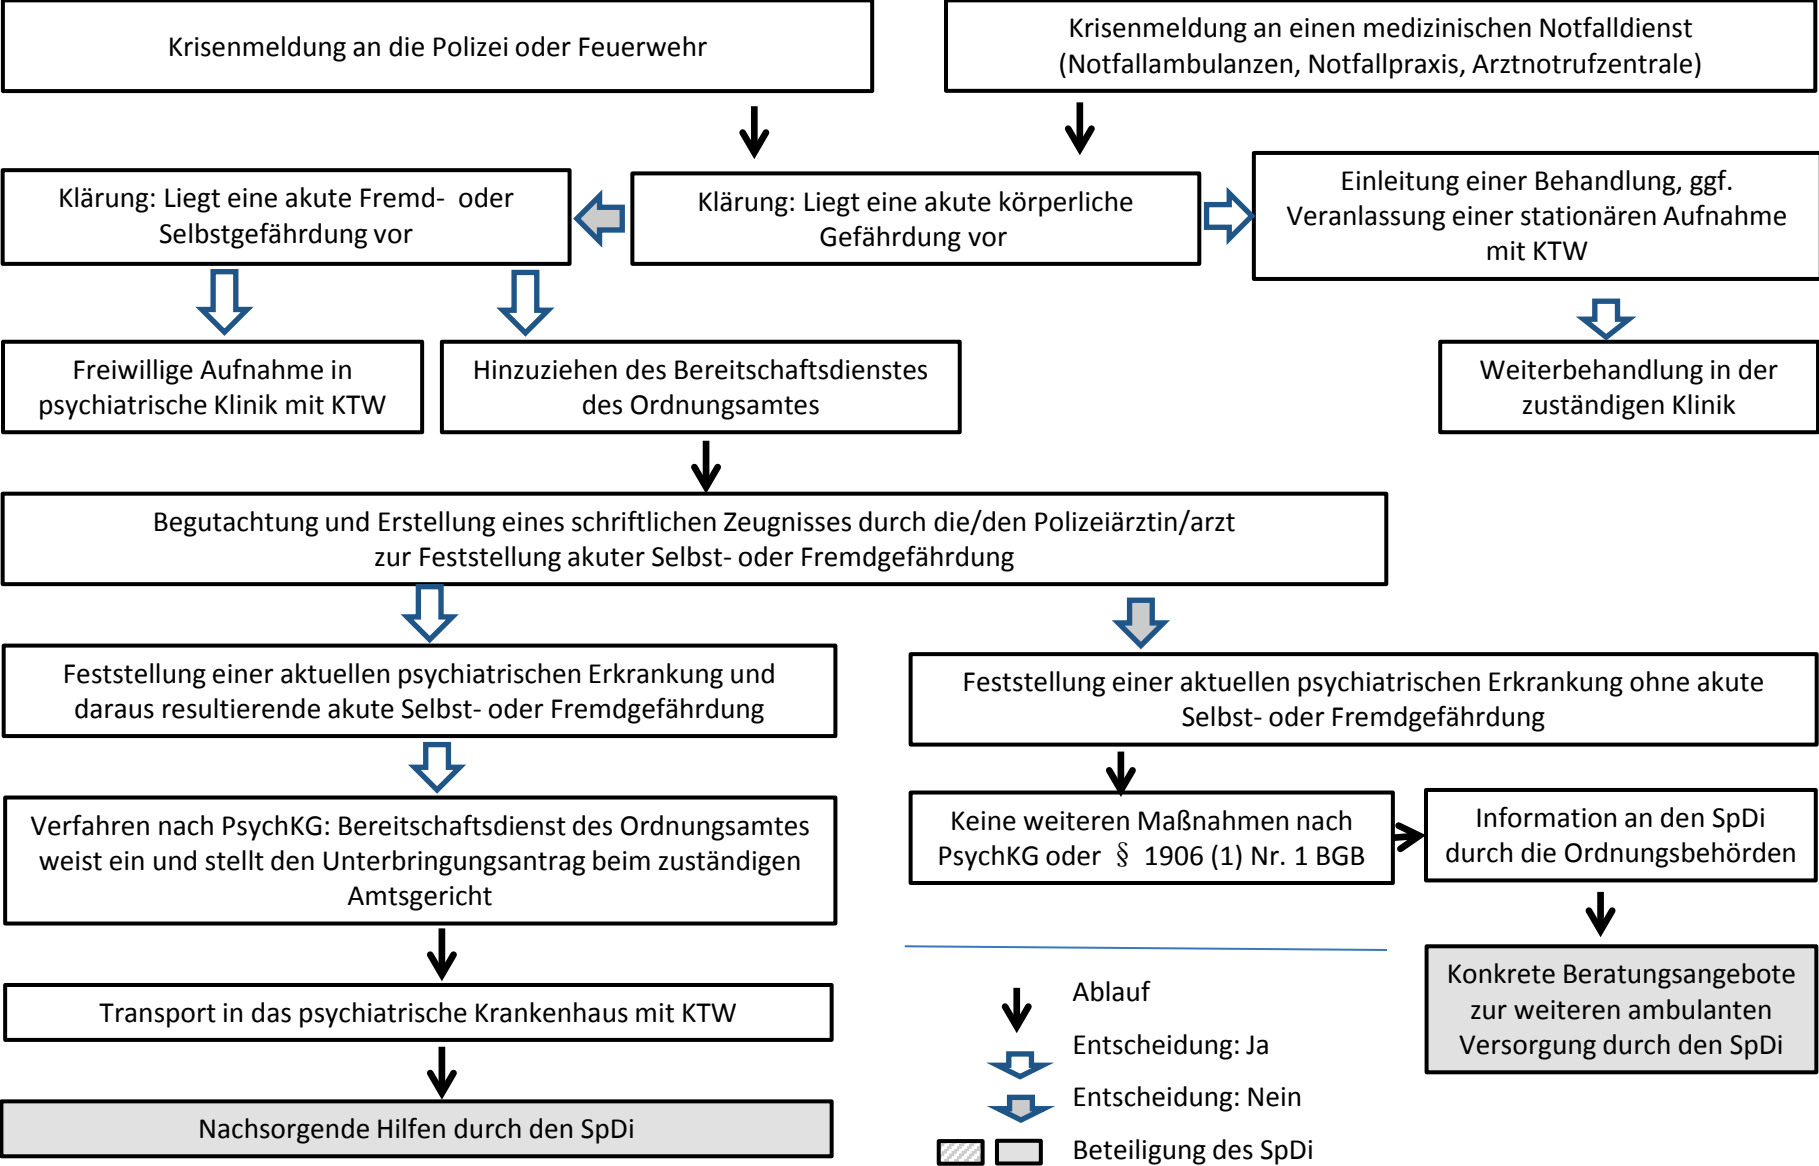 Krisenmeldung an die Polizei oder Feuerwehr
Krisenmeldung an einen medizinischen Notfalldienst
(Notfallambulanzen, Notfallpraxis, Arztnotrufzentrale)
Klärung: Liegt eine akute Fremd- oder
Selbstgefährdung vor
Klärung: Liegt eine akute körperliche
Gefährdung vor
Einleitung einer Behandlung, ggf.
Veranlassung einer stationären Aufnahme
mit KTW
Freiwillige Aufnahme in
psychiatrische Klinik mit KTW
Hinzuziehen des Bereitschaftsdienstes
des Ordnungsamtes
Weiterbehandlung in der
zuständigen Klinik
Begutachtung und Erstellung eines schriftlichen Zeugnisses durch die/den Polizeiärztin/arzt
zur Feststellung akuter Selbst- oder Fremdgefährdung
Feststellung einer aktuellen psychiatrischen Erkrankung und
daraus resultierende akute Selbst- oder Fremdgefährdung
Feststellung einer aktuellen psychiatrischen Erkrankung ohne akute
Selbst- oder Fremdgefährdung
Verfahren nach PsychKG: Bereitschaftsdienst des Ordnungsamtes
weist ein und stellt den Unterbringungsantrag beim zuständigen
Amtsgericht
Keine weiteren Maßnahmen nach
PsychKG oder § 1906 (1) Nr. 1 BGB
Information an den SpDi
durch die Ordnungsbehörden
Transport in das psychiatrische Krankenhaus mit KTW
Konkrete Beratungsangebote
zur weiteren ambulanten
Versorgung durch den SpDi
Nachsorgende Hilfen durch den SpDi
Ablauf
Entscheidung: Ja
Entscheidung: Nein
Beteiligung des SpDi